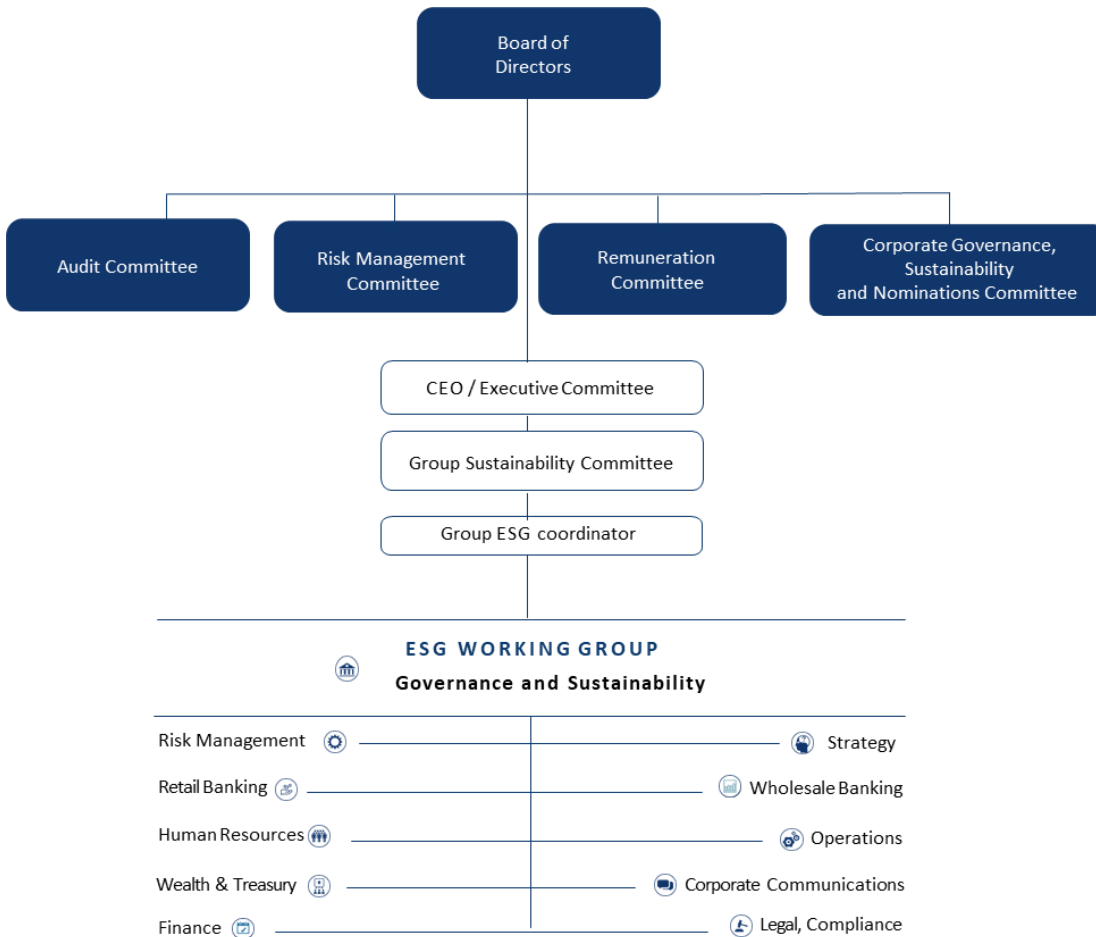 Board of
Directors
Audit Committee
Risk Management
Committee
Remuneration
Committee
Corporate Governance,
Sustainability
and Nominations Committee
CEO / Executive Committee
Group Sustainability Committee
Group ESG coordinator
ESG WORKING GROUP
Governance and Sustainability
Risk Management
Strategy
Retail Banking
Wholesale Banking
Human Resources
Operations
Wealth & Treasury
Corporate Communications
Finance
Legal, Compliance